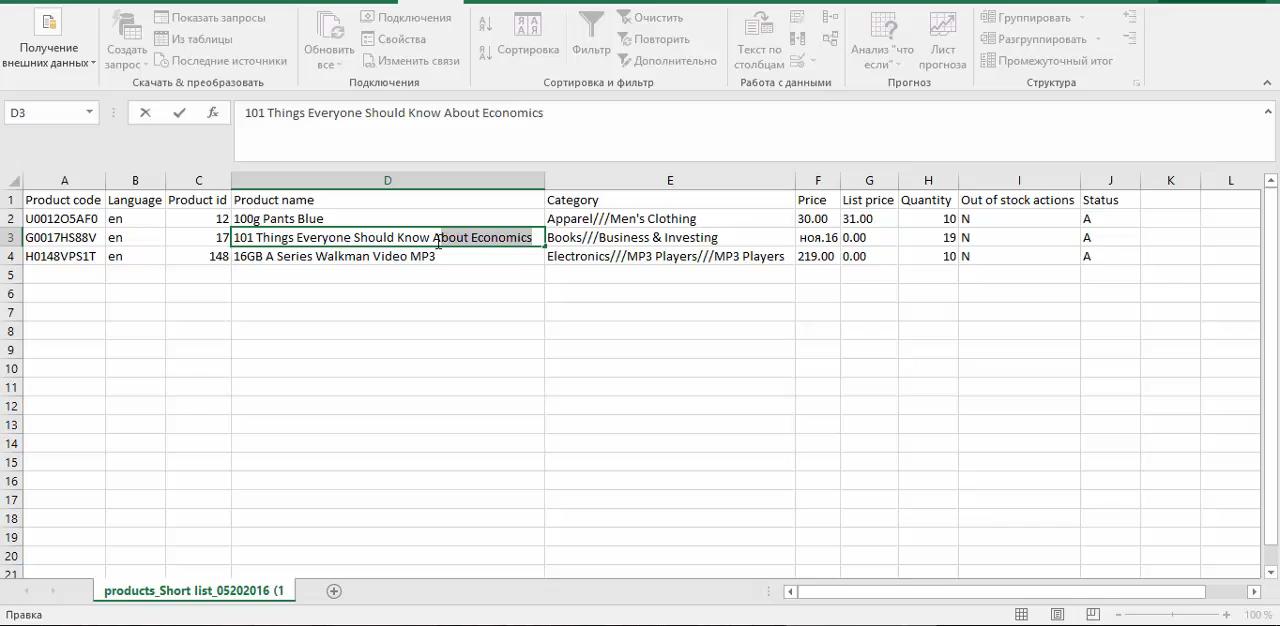 Получение внешних данных
Создать запрос
Показать запросы
Из таблицы
Последние источники
Скачать & преобразовать
Обновить все
Подключения
Свойства
Изменить связи
Подключения
Сортировка
Фильтр
Очистить
Повторить
Дополнительно
Сортировка и фильтр
Текст по столбцам
Работа с данными
Анализ "что если"
Лист прогноза
Прогноз
Группировать
Разгруппировать
Промежуточный итог
Структура
D3 fx 101 Things Everyone Should Know About Economics
A B C D E F G H I J K L
1 Product code Language Product id Product name Category Price List price Quantity Out of stock actions Status
2 U0012O5AF0 en 12 100g Pants Blue Apparel///Men's Clothing 30.00 31.00 10 N A
3 G0017HS88V en 17 101 Things Everyone Should Know About Economics Books///Business & Investing ноя.16 0.00 19 N A
4 H0148VPS1T en 148 16GB A Series Walkman Video MP3 Electronics///MP3 Players///MP3 Players 219.00 0.00 10 N A
5
6
7
8
9
10
11
12
13
14
15
16
17
18
19
20
21
products_Short list_05202016 (1
Правка
100 %